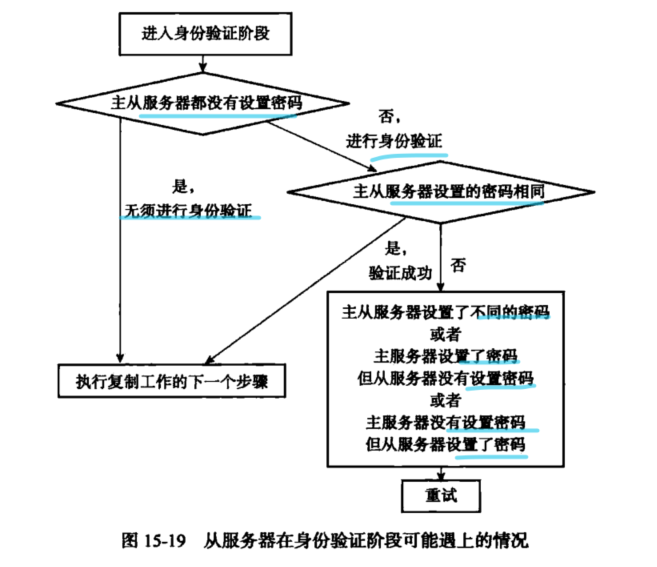 进入身份验证阶段
主从服务器都没有设置密码
否，
进行身份验证
是，
无须进行身份验证
主从服务器设置的密码相同
是，
验证成功
否
主从服务器设置了不同的密码
或者
主服务器设置了密码
但从服务器没有设置密码
或者
主服务器没有设置密码
但从服务器设置了密码
执行复制工作的下一个步骤
重试
图 15-19 从服务器在身份验证阶段可能遇上的情况